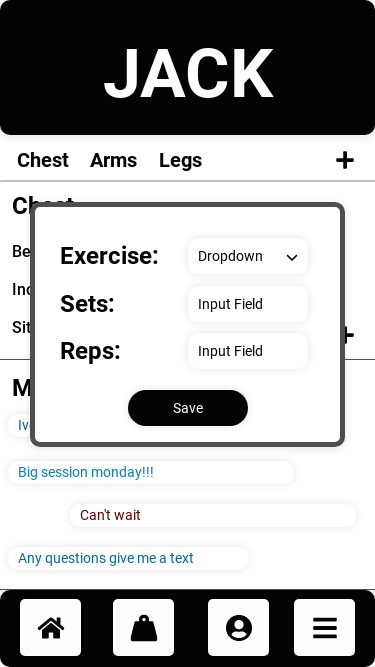 JACK
Chest Arms Legs
Chest
Be
Exercise: Dropdown
Inc
Sets: Input Field
Sit
Reps: Input Field
M
Save
Big session monday!!!
Can't wait
Any questions give me a text